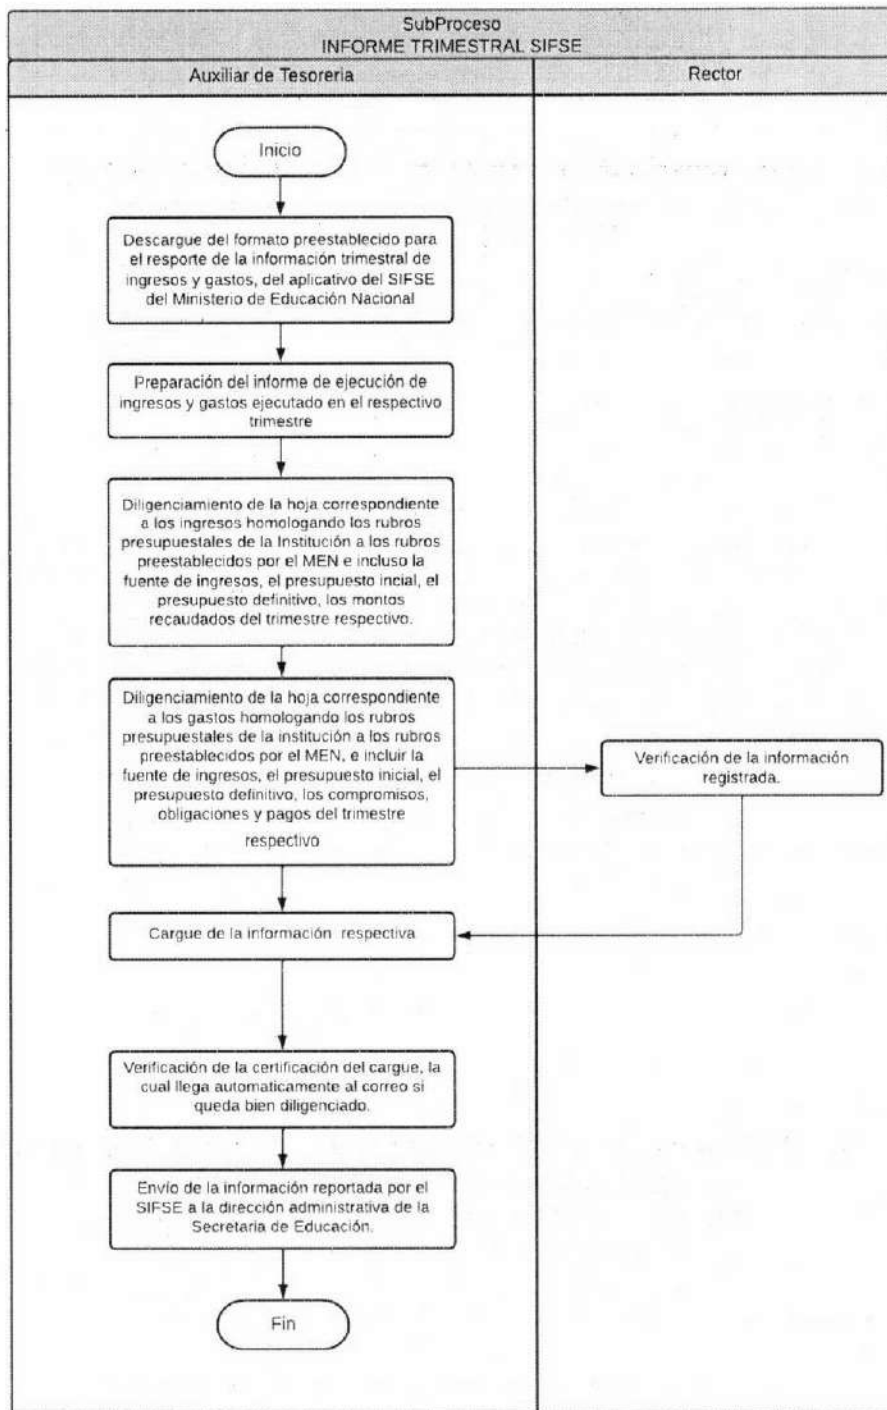 SubProceso
INFORME TRIMESTRAL SIFSE
Auxiliar de Tesoreria
Rector
Inicio
Descargue del formato preestablecido para
el resporte de la información trimestral de
ingresos y gastos, del aplicativo del SIFSE
del Ministerio de Educación Nacional
Preparación del informe de ejecución de
ingresos y gastos ejecutado en el respectivo
trimestre
Diligenciamiento de la hoja correspondiente
a los ingresos homologando los rubros
presupuestales de la Institución a los rubros
preestablecidos por el MEN e incluso la
fuente de ingresos, el presupuesto incial, el
presupuesto definitivo, los montos
recaudados del trimestre respectivo.
Diligenciamiento de la hoja correspondiente
a los gastos homologando los rubros
presupuestales de la institución a los rubros
preestablecidos por el MEN, e incluir la
fuente de ingresos, el presupuesto inicial, el
presupuesto definitivo, los compromisos,
obligaciones y pagos del trimestre
respectivo
Verificación de la información
registrada.
Cargue de la información respectiva
Verificación de la certificación del cargue, la
cual llega automaticamente al correo si
queda bien diligenciado.
Envío de la información reportada por el
SIFSE a la dirección administrativa de la
Secretaria de Educación.
Fin